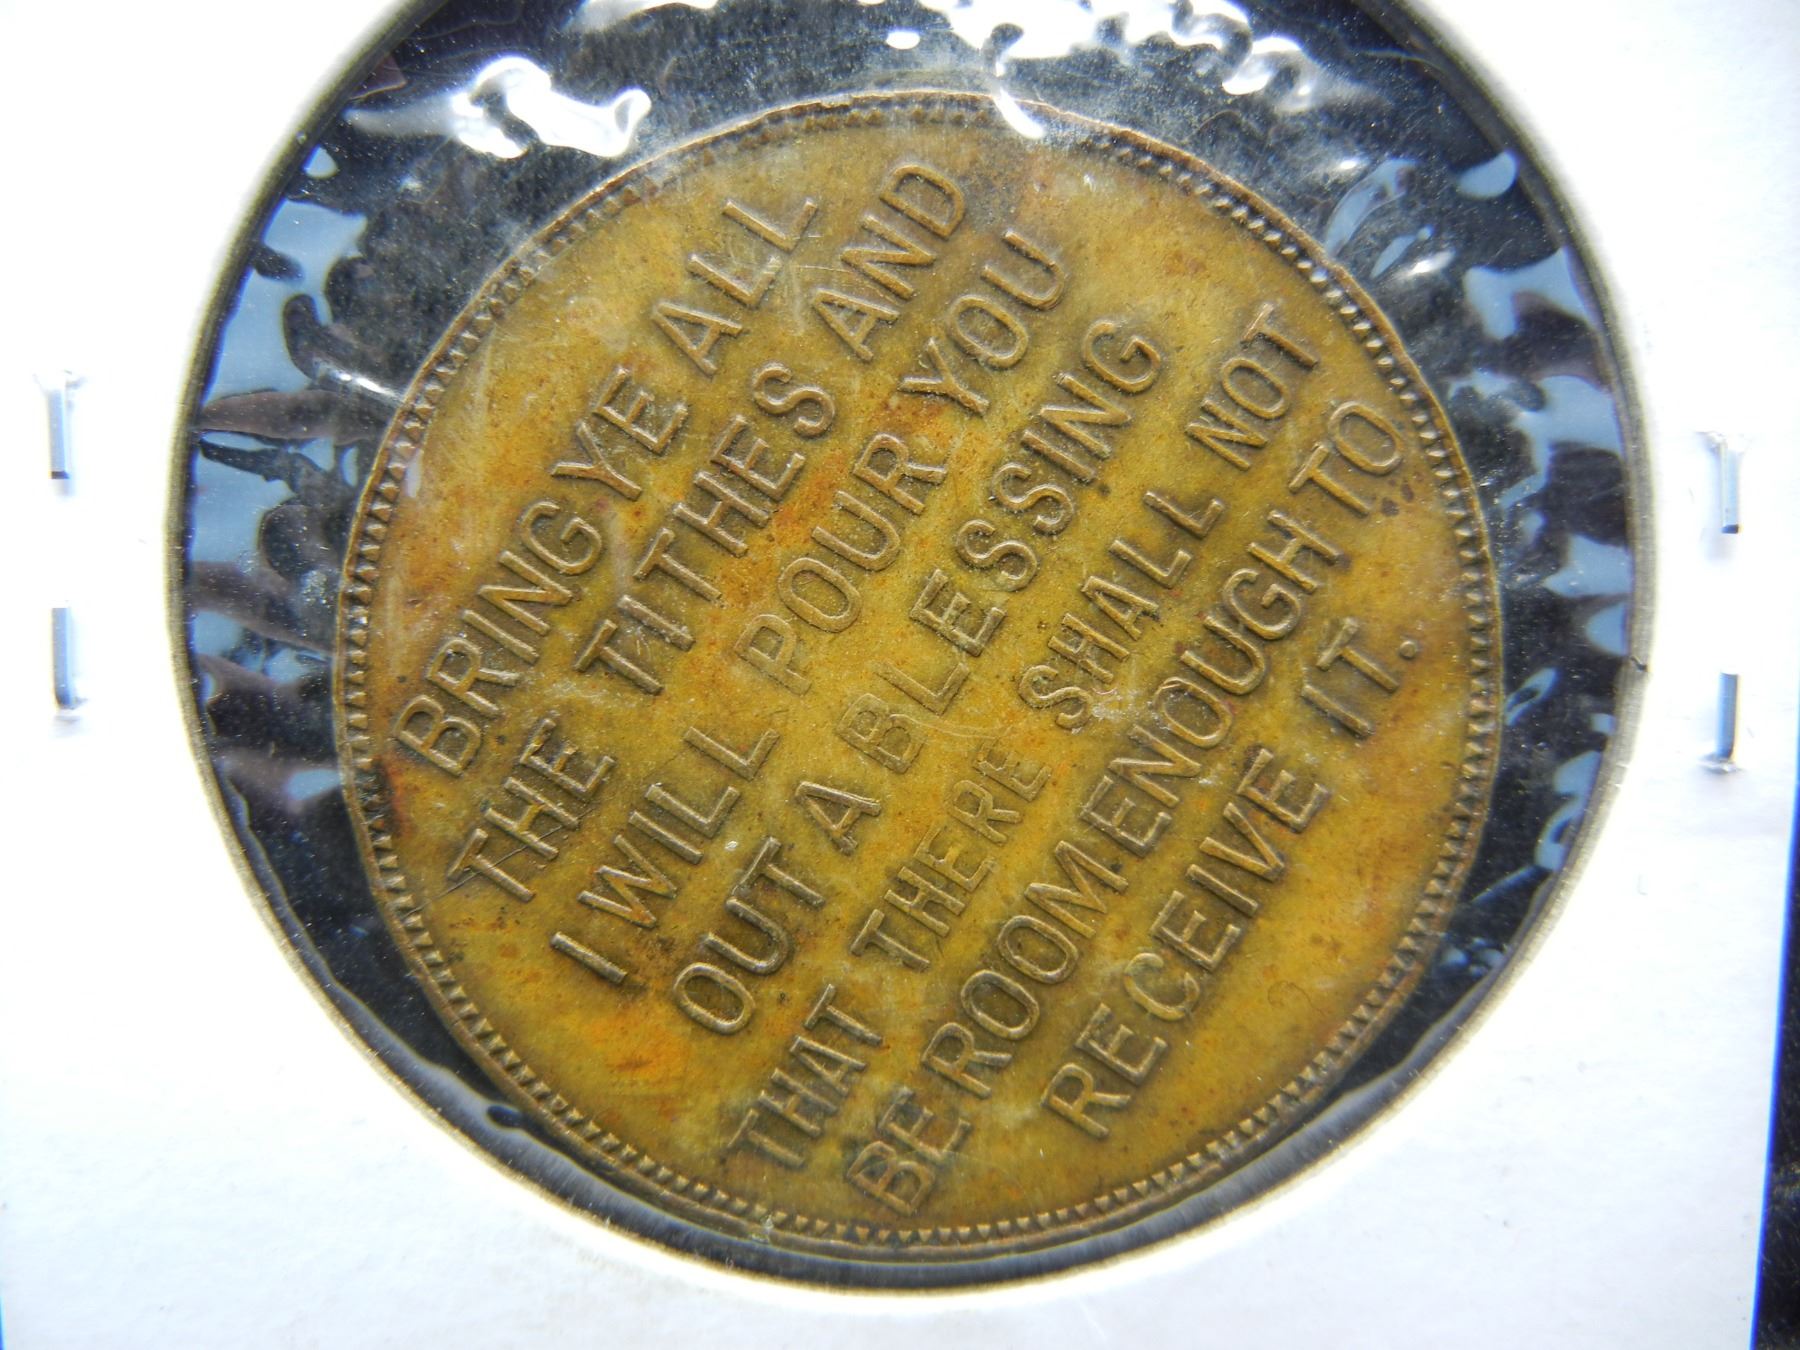 BRING YE ALL
THE TITHES AND
I WILL POUR YOU
OUT A BLESSING
THAT THERE SHALL NOT
BE ROOM ENOUGH TO
RECEIVE IT.